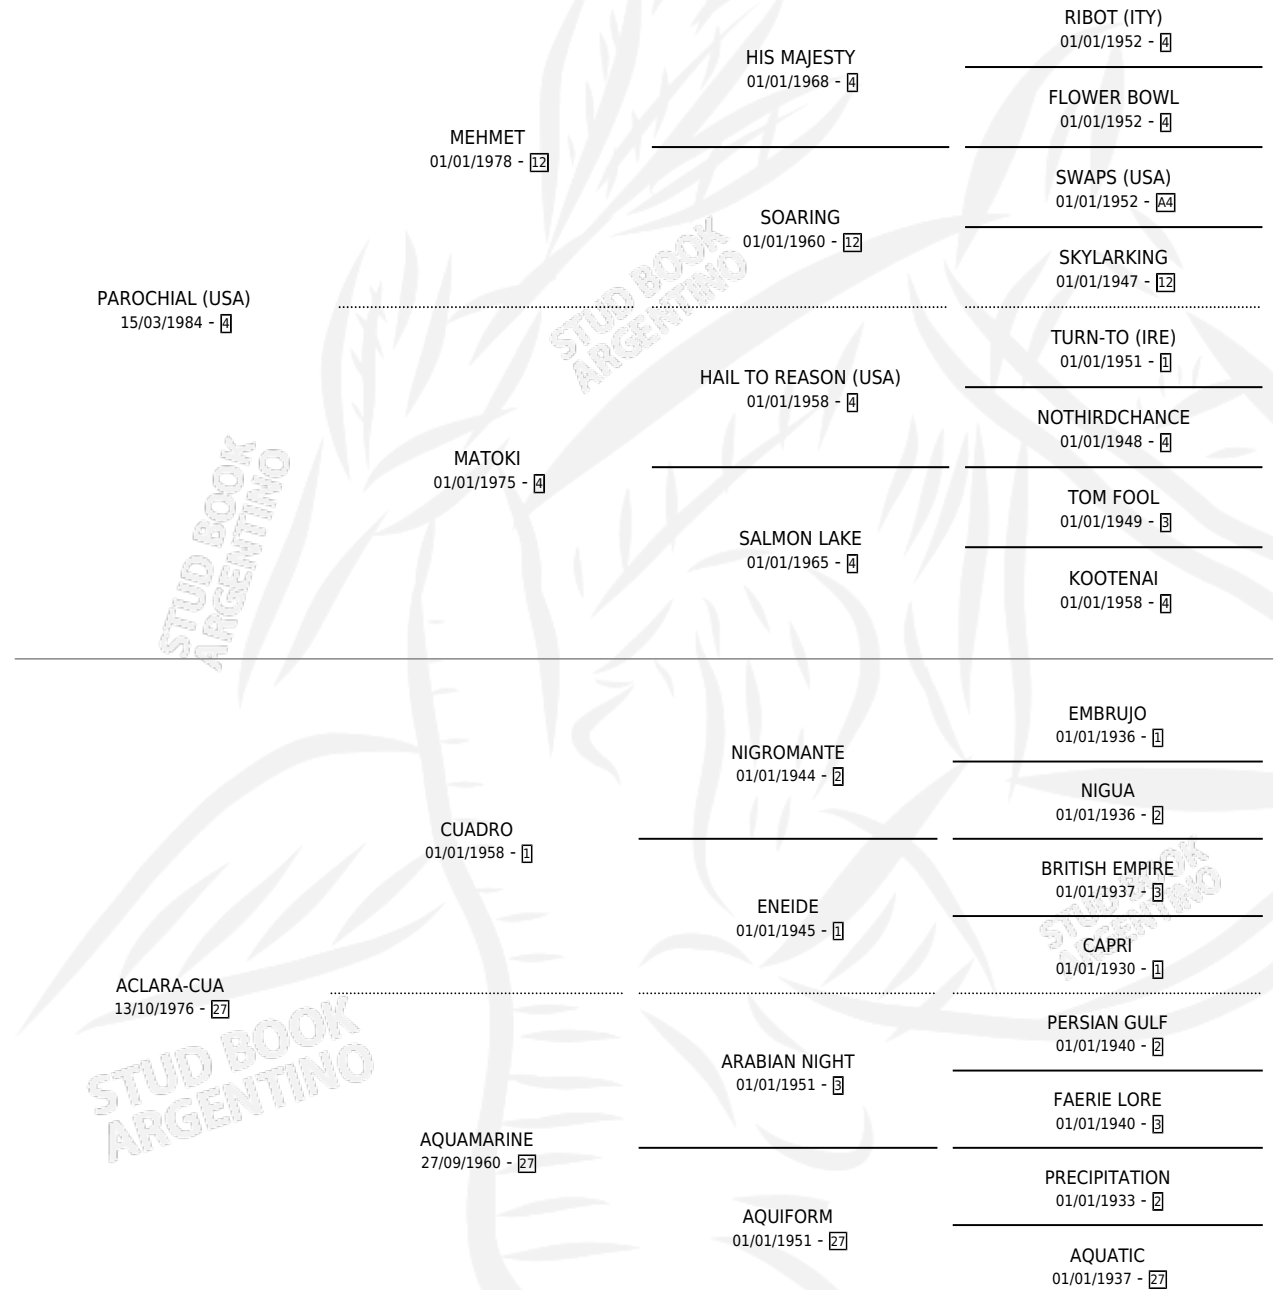 RIBOT (ITY)
01/01/1952 - 4
HIS MAJESTY
01/01/1968 - 4
FLOWER BOWL
01/01/1952 - 4
MEHMET
01/01/1978 - 12
SWAPS (USA)
01/01/1952 - A4
SOARING
01/01/1960 - 12
SKYLARKING
01/01/1947 - 12
PAROCHIAL (USA)
15/03/1984 - 4
TURN-TO (IRE)
01/01/1951 - 1
HAIL TO REASON (USA)
01/01/1958 - 4
NOTHIRDCHANCE
01/01/1948 - 4
MATOKI
01/01/1975 - 4
TOM FOOL
01/01/1949 - 3
SALMON LAKE
01/01/1965 - 4
KOOTENAI
01/01/1958 - 4
EMBRUJO
01/01/1936 - 1
NIGROMANTE
01/01/1944 - 2
NIGUA
01/01/1936 - 2
CUADRO
01/01/1958 - 1
BRITISH EMPIRE
01/01/1937 - 3
ENEIDE
01/01/1945 - 1
CAPRI
01/01/1930 - 1
ACLARA-CUA
13/10/1976 - 27
PERSIAN GULF
01/01/1940 - 2
ARABIAN NIGHT
01/01/1951 - 3
FAERIE LORE
01/01/1940 - 3
AQUAMARINE
27/09/1960 - 27
PRECIPITATION
01/01/1933 - 2
AQUIFORM
01/01/1951 - 27
AQUATIC
01/01/1937 - 27
STUD BOOK
ARGENTINO
STUD BOOK
ARGENTINO
STUD BOOK
ARGENTINO
STUD BOOK
ARGENTINO